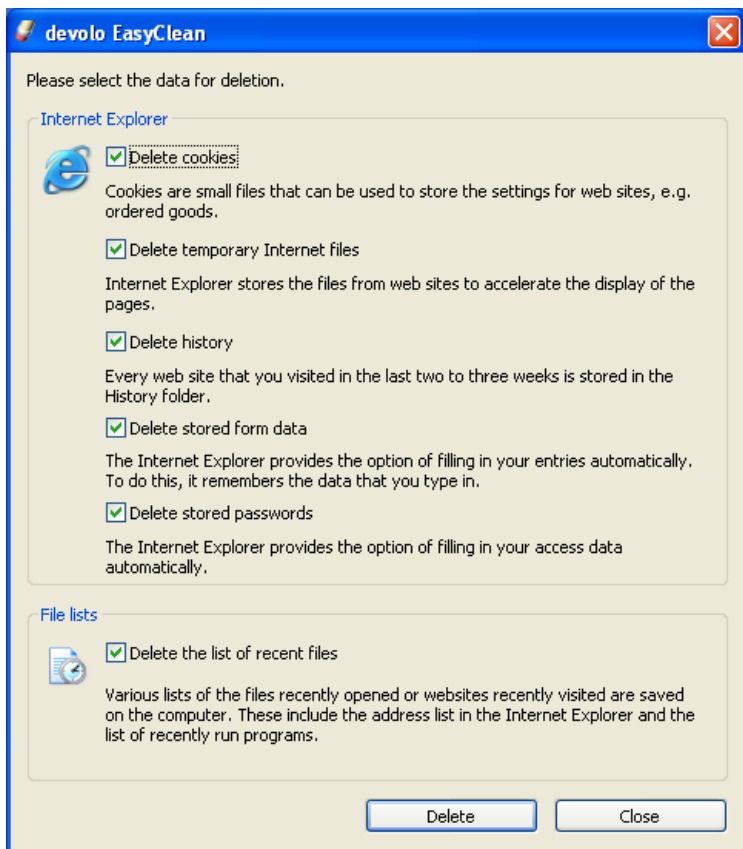 devolo EasyClean
Please select the data for deletion.
Internet Explorer
Delete cookies
Cookies are small files that can be used to store the settings for web sites, e.g.
ordered goods.
Delete temporary Internet files
Internet Explorer stores the files from web sites to accelerate the display of the
pages.
Delete history
Every web site that you visited in the last two to three weeks is stored in the
History folder.
Delete stored form data
The Internet Explorer provides the option of filling in your entries automatically.
To do this, it remembers the data that you type in.
Delete stored passwords
The Internet Explorer provides the option of filling in your access data
automatically.
File lists
Delete the list of recent files
Various lists of the files recently opened or websites recently visited are saved
on the computer. These include the address list in the Internet Explorer and the
list of recently run programs.
Delete
Close